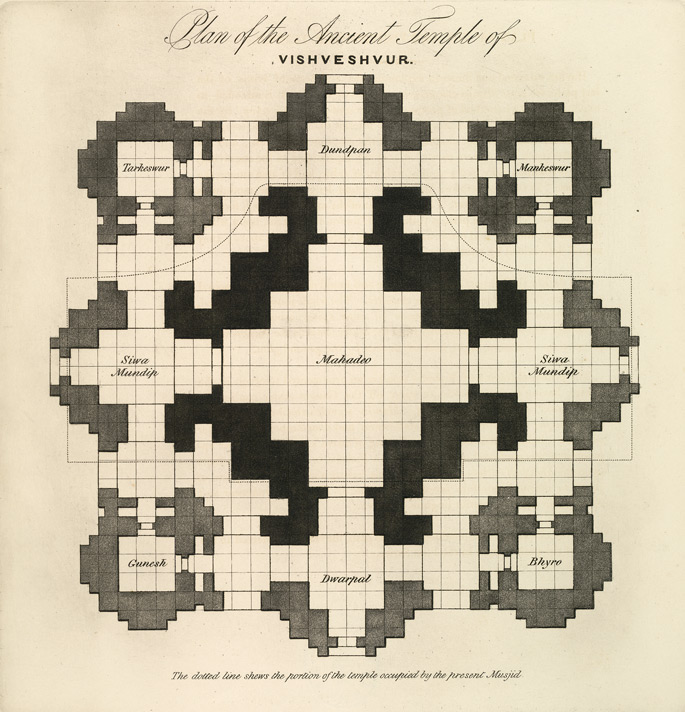 Plan of the Ancient Temple of
VISHVESHVUR.
Dundpan
Tarkeswur
Mankeswur
Siwa
Mundip
Mahadeo
Siwa
Mundip
Gunesh
Dwarpal
Bhyro
The dotted line shews the portion of the temple occupied by the present Musjid